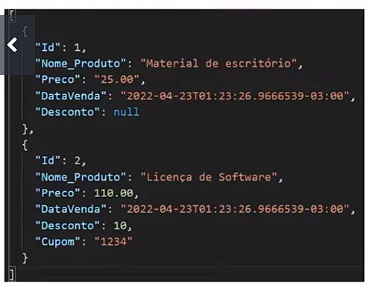 [
{
"Id": 1,
"Nome_Produto": "Material de escritório",
"Preco": "25.00",
"DataVenda": "2022-04-23T01:23:26.9666539-03:00",
"Desconto": null
},
{
"Id": 2,
"Nome_Produto": "Licença de Software",
"Preco": 110.00,
"DataVenda": "2022-04-23T01:23:26.9666539-03:00",
"Desconto": 10,
"Cupom": "1234"
}
]